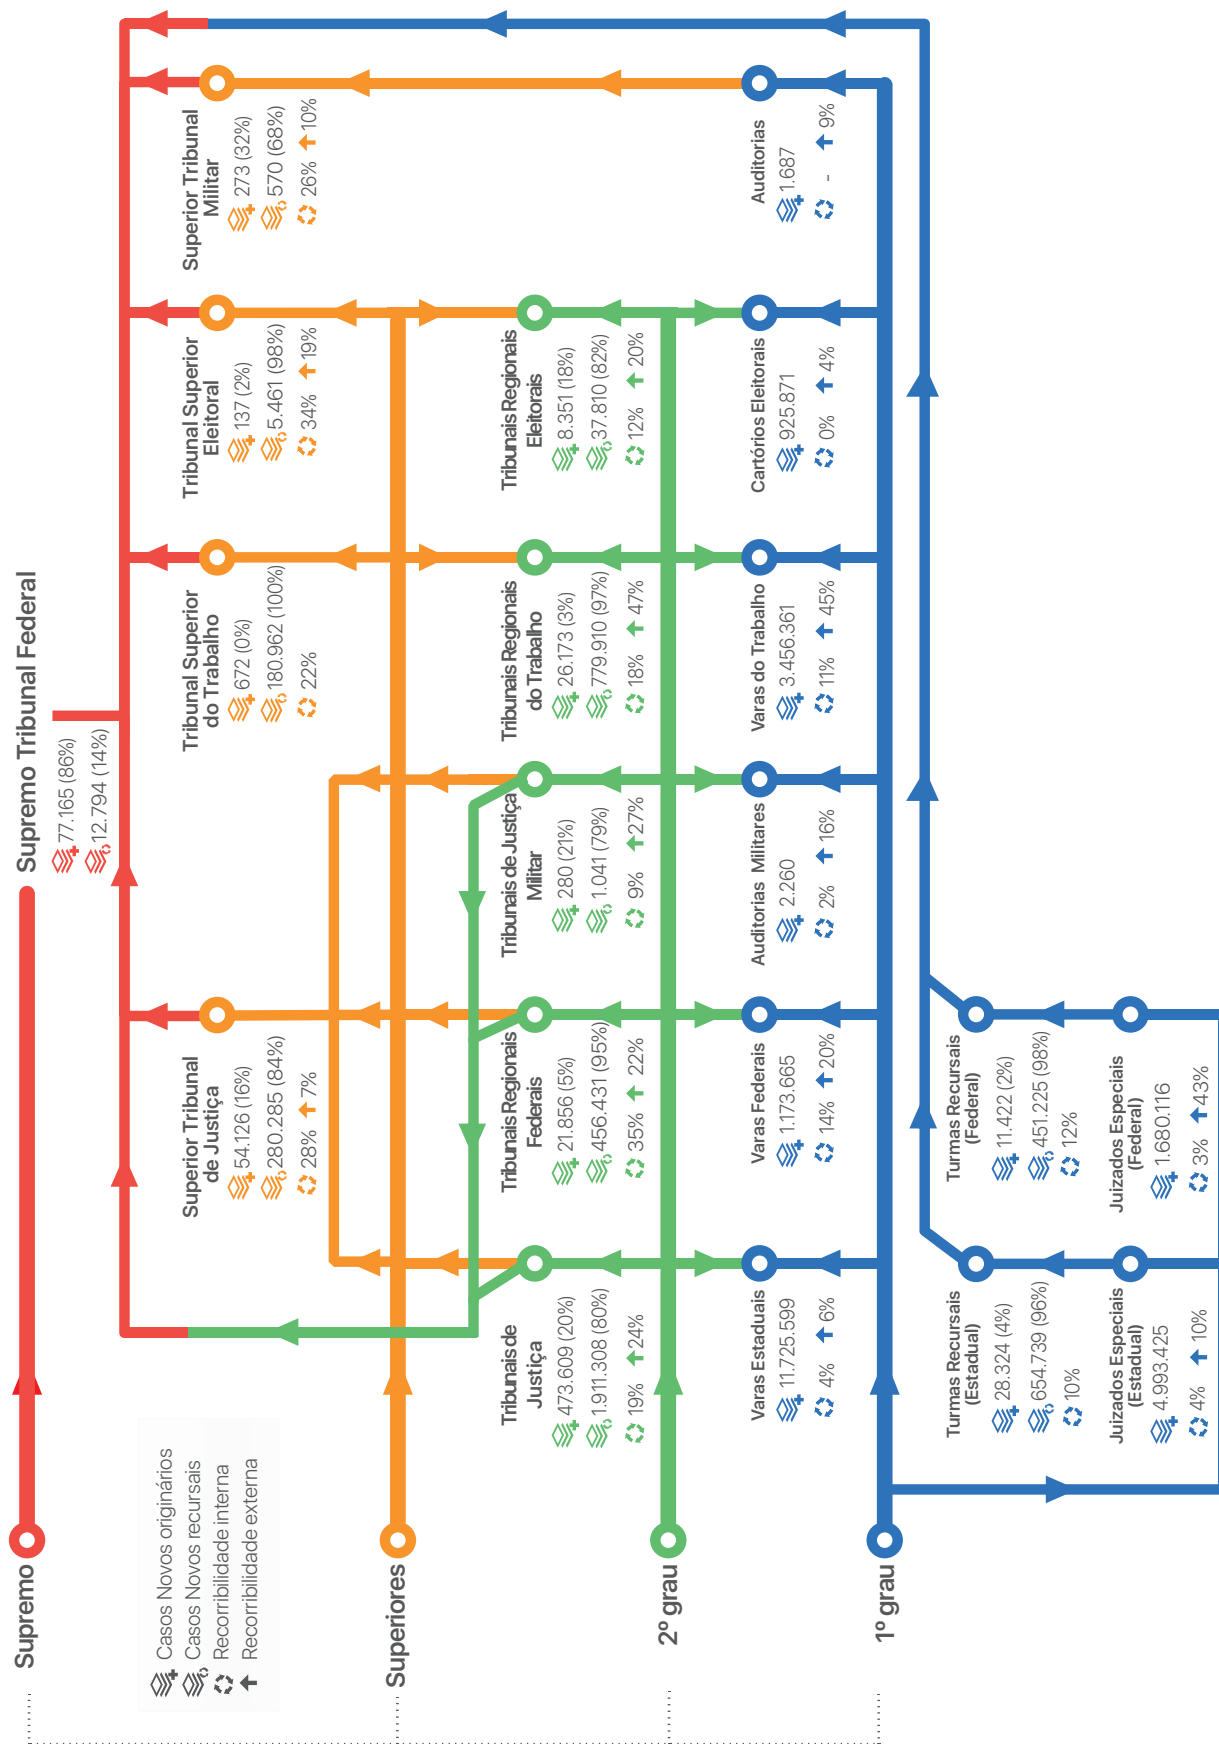 Supremo
Supremo Tribunal Federal
77.165 (86%)
12.794 (14%)
Casos Novos originários
Casos Novos recursais
Recorribilidade interna
Recorribilidade externa
Superiores
Superior Tribunal
de Justiça
54.126 (16%)
280.285 (84%)
28% 7%
Tribunal Superior
do Trabalho
672 (0%)
180.962 (100%)
22%
Tribunal Superior
Eleitoral
137 (2%)
5.461 (98%)
34% 19%
Superior Tribunal
Militar
273 (32%)
570 (68%)
26% 10%
2º grau
Tribunais de
Justiça
473.609 (20%)
1.911.308 (80%)
19% 24%
Tribunais Regionais
Federais
21.856 (5%)
456.431 (95%)
35% 22%
Tribunais de Justiça
Militar
280 (21%)
1.041 (79%)
9% 27%
Tribunais Regionais
do Trabalho
26.173 (3%)
779.910 (97%)
18% 47%
Tribunais Regionais
Eleitorais
8.351 (18%)
37.810 (82%)
12% 20%
1º grau
Varas Estaduais
11.725.599
4% 6%
Varas Federais
1.173.665
14% 20%
Auditorias Militares
2.260
2% 16%
Varas do Trabalho
3.456.361
11% 45%
Cartórios Eleitorais
925.871
0% 4%
Auditorias
1.687
- 9%
Turmas Recursais
(Estadual)
28.324 (4%)
654.739 (96%)
10%
Turmas Recursais
(Federal)
11.422 (2%)
451.225 (98%)
12%
Juizados Especiais
(Estadual)
4.993.425
4% 10%
Juizados Especiais
(Federal)
1.680.116
3% 43%